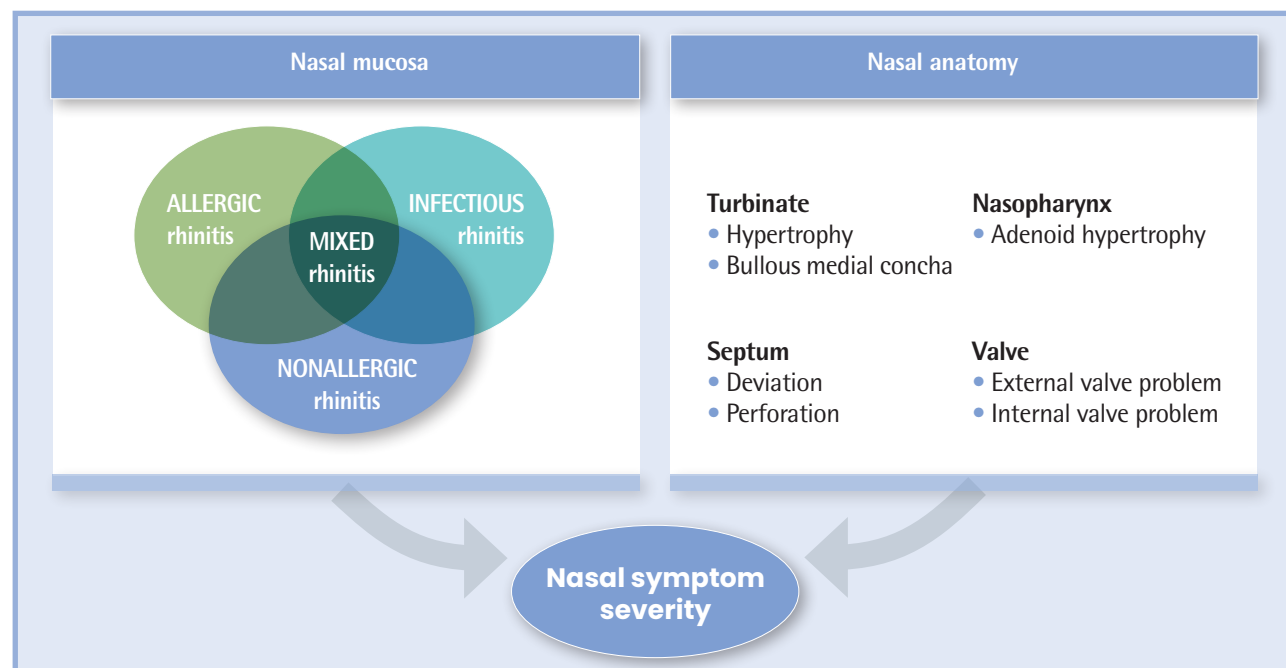 Nasal mucosa
ALLERGIC
rhinitis
INFECTIOUS
rhinitis
MIXED
rhinitis
NONALLERGIC
rhinitis
Nasal anatomy
Turbinate
• Hypertrophy
• Bullous medial concha
Nasopharynx
• Adenoid hypertrophy
Septum
• Deviation
• Perforation
Valve
• External valve problem
• Internal valve problem
Nasal symptom
severity